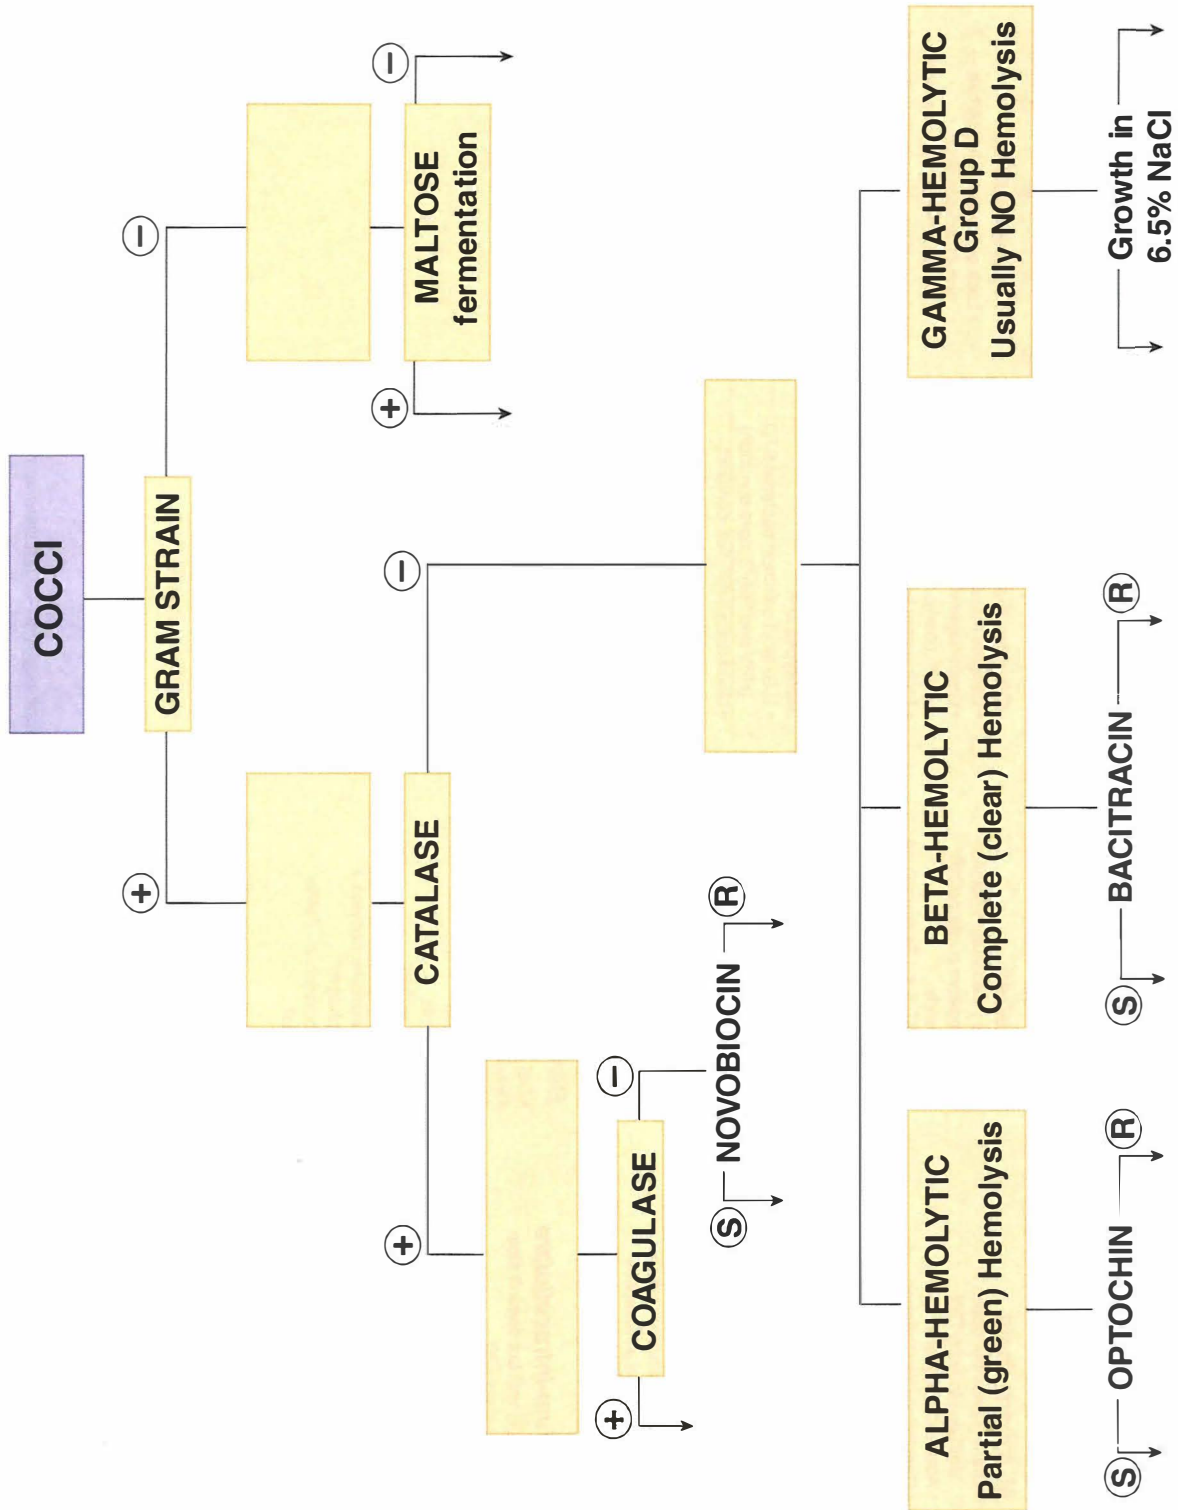 COCCI
GRAM STRAIN
+
−
CATALASE
MALTOSE
fermentation
+
−
+
−
COAGULASE
+
−
S
NOVOBIOCIN
R
ALPHA-HEMOLYTIC
Partial (green) Hemolysis
BETA-HEMOLYTIC
Complete (clear) Hemolysis
GAMMA-HEMOLYTIC
Group D
Usually NO Hemolysis
S
OPTOCHIN
R
S
BACITRACIN
R
Growth in
6.5% NaCl